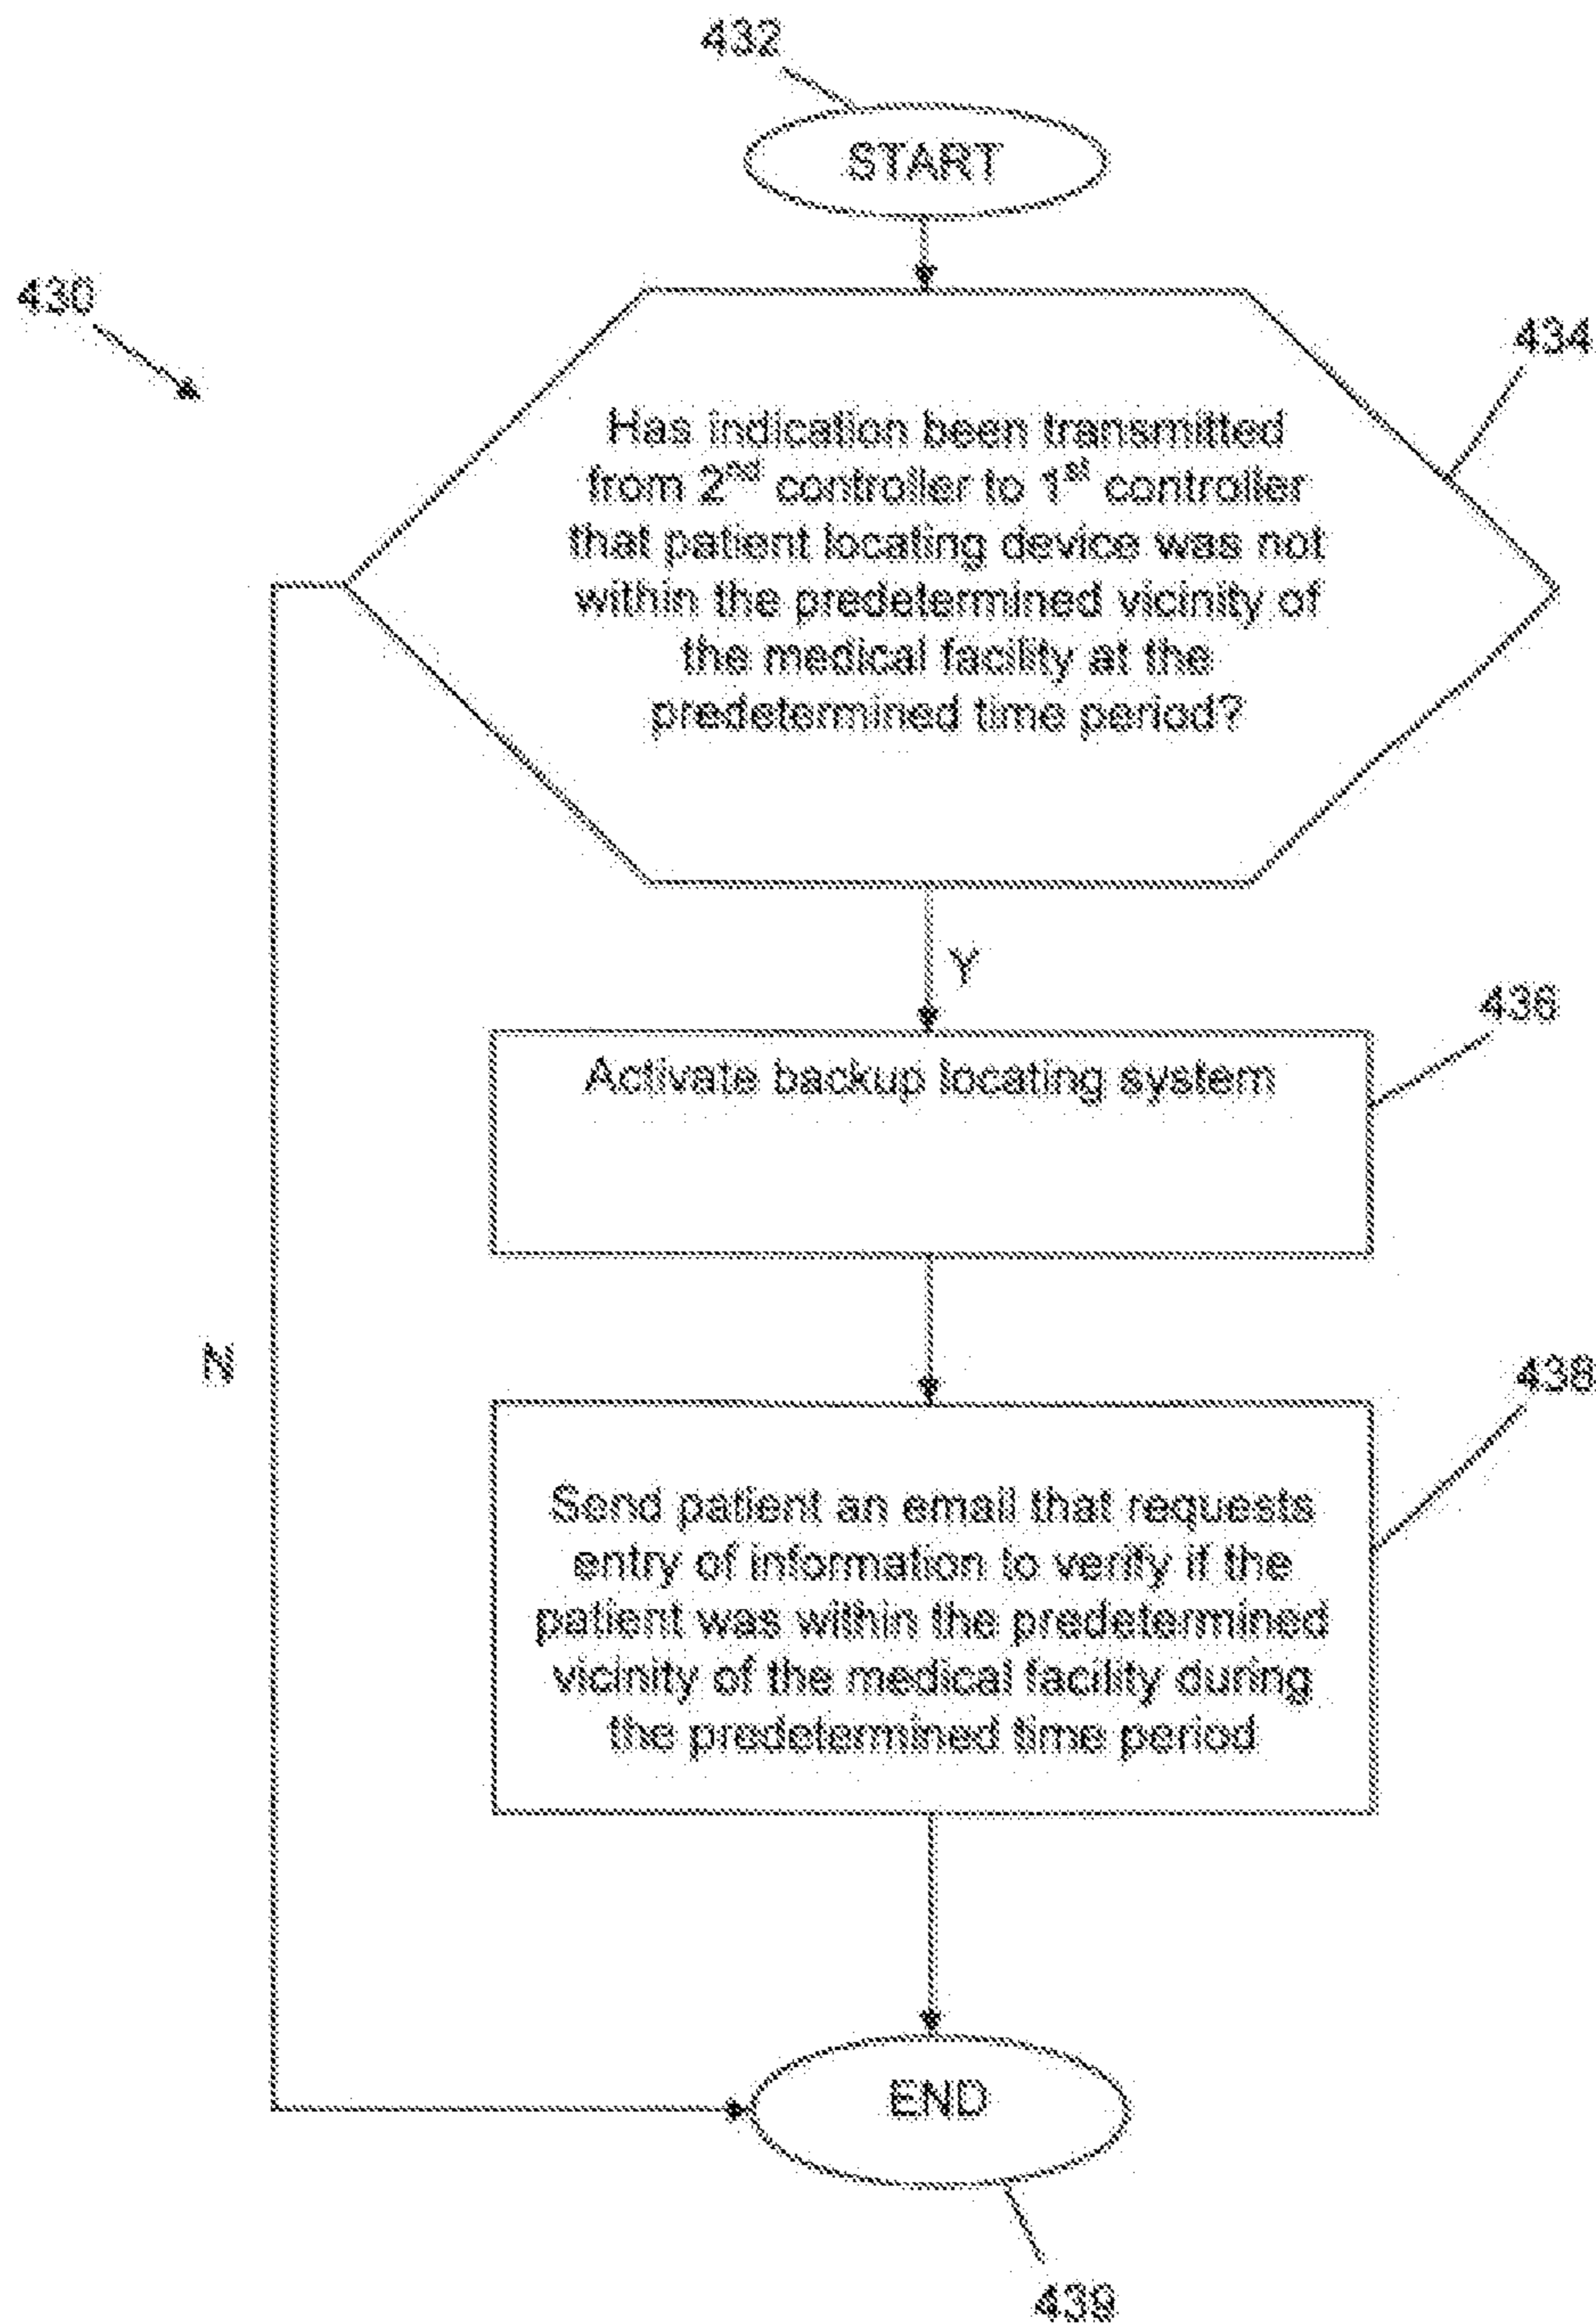 432
START
430
434
Has indication been transmitted
from 2nd controller to 1st controller
that patient locating device was not
within the predetermined vicinity of
the medical facility at the
predetermined time period?
Y
436
Activate backup locating system
N
438
Send patient an email that requests
entry of information to verify if the
patient was within the predetermined
vicinity of the medical facility during
the predetermined time period
END
439